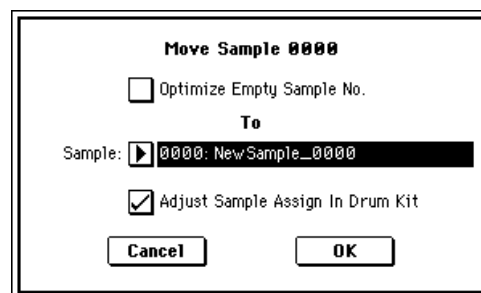 Move Sample 0000
Optimize Empty Sample No.
To
Sample: 0000: NewSample_0000
Adjust Sample Assign In Drum Kit
Cancel OK